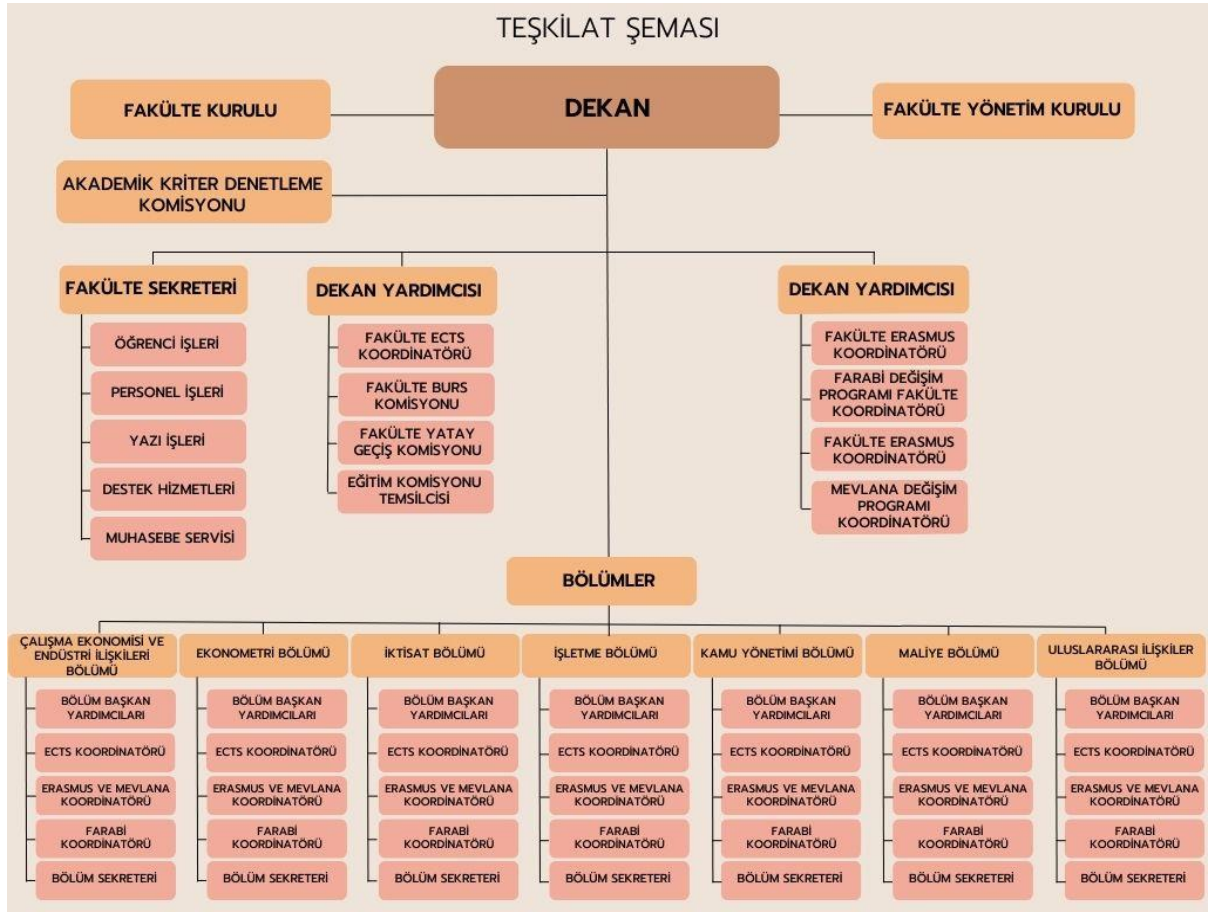 TEŞKİLAT ŞEMASI
FAKÜLTE KURULU
DEKAN
FAKÜLTE YÖNETİM KURULU
AKADEMİK KRİTER DENETLEME
KOMİSYONU
FAKÜLTE SEKRETERİ
ÖĞRENCİ İŞLERİ
PERSONEL İŞLERİ
YAZI İŞLERİ
DESTEK HİZMETLERİ
MUHASEBE SERVİSİ
DEKAN YARDIMCISI
FAKÜLTE ECTS
KOORDİNATÖRÜ
FAKÜLTE BURS
KOMİSYONU
FAKÜLTE YATAY
GEÇİŞ KOMİSYONU
EĞİTİM KOMİSYONU
TEMSİLCİSİ
DEKAN YARDIMCISI
FAKÜLTE ERASMUS
KOORDİNATÖRÜ
FARABİ DEĞİŞİM
PROGRAMI FAKÜLTE
KOORDİNATÖRÜ
FAKÜLTE ERASMUS
KOORDİNATÖRÜ
MEVLANA DEĞİŞİM
PROGRAMI
KOORDİNATÖRÜ
BÖLÜMLER
ÇALIŞMA EKONOMİSİ VE
ENDÜSTRİ İLİŞKİLERİ
BÖLÜMÜ
BÖLÜM BAŞKAN
YARDIMCILARI
ECTS KOORDİNATÖRÜ
ERASMUS VE MEVLANA
KOORDİNATÖRÜ
FARABİ
KOORDİNATÖRÜ
BÖLÜM SEKRETERİ
EKONOMETRİ BÖLÜMÜ
BÖLÜM BAŞKAN
YARDIMCILARI
ECTS KOORDİNATÖRÜ
ERASMUS VE MEVLANA
KOORDİNATÖRÜ
FARABİ
KOORDİNATÖRÜ
BÖLÜM SEKRETERİ
İKTİSAT BÖLÜMÜ
BÖLÜM BAŞKAN
YARDIMCILARI
ECTS KOORDİNATÖRÜ
ERASMUS VE MEVLANA
KOORDİNATÖRÜ
FARABİ
KOORDİNATÖRÜ
BÖLÜM SEKRETERİ
İŞLETME BÖLÜMÜ
BÖLÜM BAŞKAN
YARDIMCILARI
ECTS KOORDİNATÖRÜ
ERASMUS VE MEVLANA
KOORDİNATÖRÜ
FARABİ
KOORDİNATÖRÜ
BÖLÜM SEKRETERİ
KAMU YÖNETİMİ BÖLÜMÜ
BÖLÜM BAŞKAN
YARDIMCILARI
ECTS KOORDİNATÖRÜ
ERASMUS VE MEVLANA
KOORDİNATÖRÜ
FARABİ
KOORDİNATÖRÜ
BÖLÜM SEKRETERİ
MALİYE BÖLÜMÜ
BÖLÜM BAŞKAN
YARDIMCILARI
ECTS KOORDİNATÖRÜ
ERASMUS VE MEVLANA
KOORDİNATÖRÜ
FARABİ
KOORDİNATÖRÜ
BÖLÜM SEKRETERİ
ULUSLARARASI İLİŞKİLER
BÖLÜMÜ
BÖLÜM BAŞKAN
YARDIMCILARI
ECTS KOORDİNATÖRÜ
ERASMUS VE MEVLANA
KOORDİNATÖRÜ
FARABİ
KOORDİNATÖRÜ
BÖLÜM SEKRETERİ